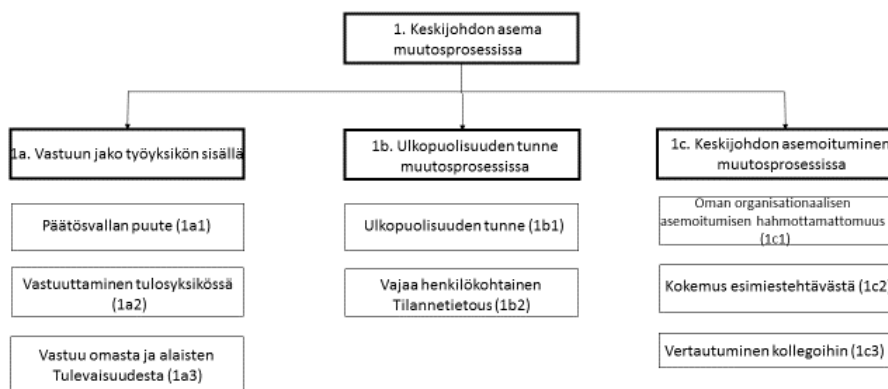 1. Keskijohdon asema
muutosprosessissa
1a. Vastuun jako työyksikön sisällä
1b. Ulkopuolisuuden tunne
muutosprosessissa
1c. Keskijohdon asemoituminen
muutosprosessissa
Päätösvallan puute (1a1)
Vastuuttaminen tulosyksikössä
(1a2)
Vastuu omasta ja alaisten
Tulevaisuudesta (1a3)
Ulkopuolisuuden tunne (1b1)
Vajaa henkilökohtainen
Tilannetietous (1b2)
Oman organisationaalisen
asemoitumisen hahmottamattomuus
(1c1)
Kokemus esimiestehtävästä (1c2)
Vertautuminen kollegoihin (1c3)